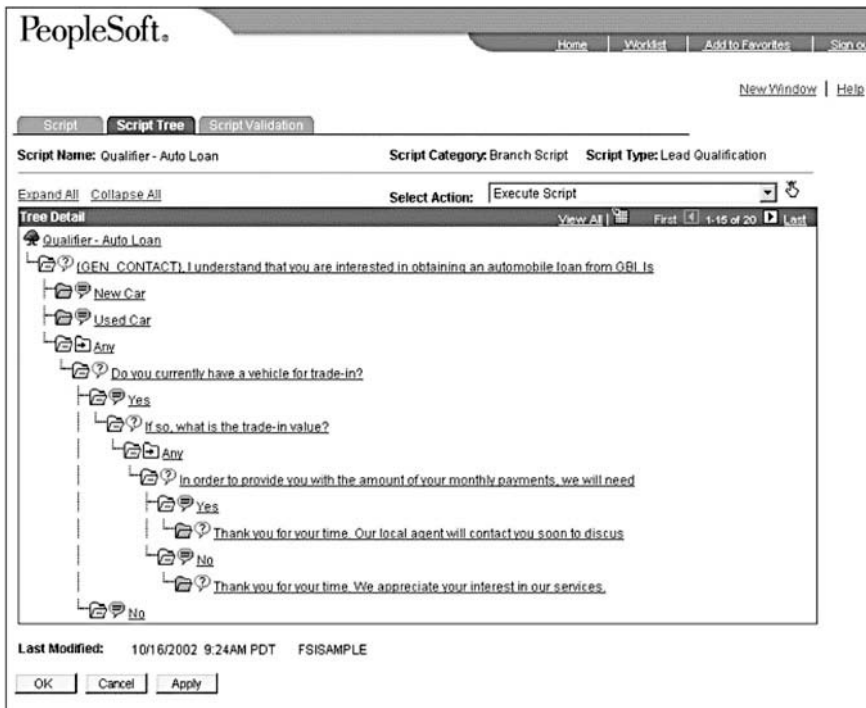 PeopleSoft.
Home | Worklist | Add to Favorites | Sign ou
New Window | Help
Script Script Tree Script Validation
Script Name: Qualifier - Auto Loan Script Category: Branch Script Script Type: Lead Qualification
Expand All Collapse All Select Action: Execute Script
Tree Detail View All | First 1-15 of 20 Last
Qualifier - Auto Loan
{GEN_CONTACT}, I understand that you are interested in obtaining an automobile loan from GBI. Is
New Car
Used Car
Any
Do you currently have a vehicle for trade-in?
Yes
If so, what is the trade-in value?
Any
In order to provide you with the amount of your monthly payments, we will need
Yes
Thank you for your time. Our local agent will contact you soon to discus
No
Thank you for your time. We appreciate your interest in our services.
No
Last Modified: 10/16/2002 9:24AM PDT FSISAMPLE
OK Cancel Apply